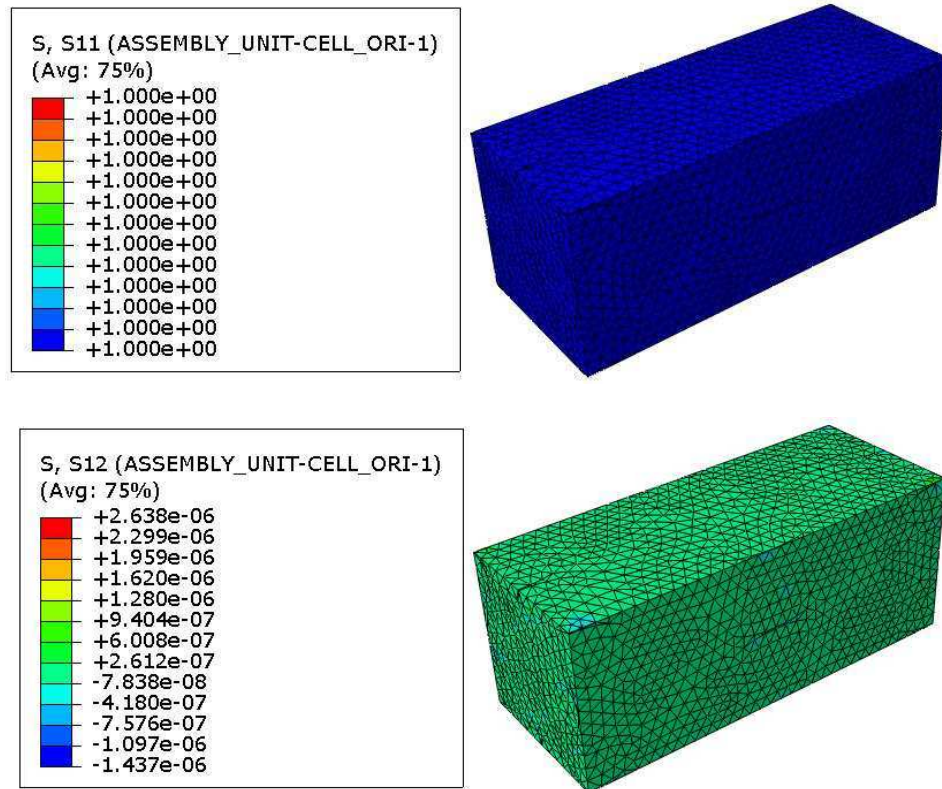 S, S11 (ASSEMBLY_UNIT-CELL_ORI-1)
(Avg: 75%)
+1.000e+00
+1.000e+00
+1.000e+00
+1.000e+00
+1.000e+00
+1.000e+00
+1.000e+00
+1.000e+00
+1.000e+00
+1.000e+00
+1.000e+00
+1.000e+00
+1.000e+00
S, S12 (ASSEMBLY_UNIT-CELL_ORI-1)
(Avg: 75%)
+2.638e-06
+2.299e-06
+1.959e-06
+1.620e-06
+1.280e-06
+9.404e-07
+6.008e-07
+2.612e-07
-7.838e-08
-4.180e-07
-7.576e-07
-1.097e-06
-1.437e-06